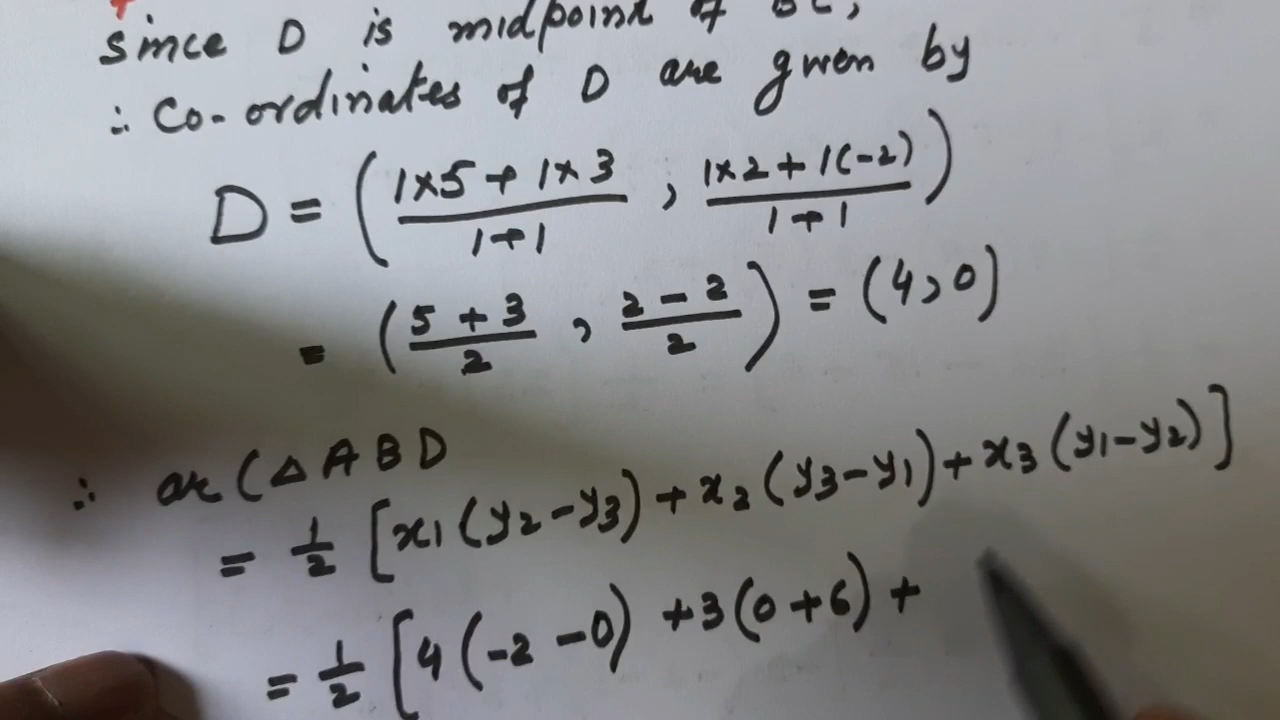 Since D is midpoint of BC,
∴ Co-ordinates of D are given by
D = ( (1×5 + 1×3)/(1+1) , (1×2 + 1(-2))/(1+1) )
= ( (5 + 3)/2 , (2 - 2)/2 ) = (4, 0)
∴ ar (△ABD
= 1/2 [x₁(y₂-y₃) + x₂(y₃-y₁) + x₃(y₁-y₂)]
= 1/2 [4(-2-0) + 3(0+6) +